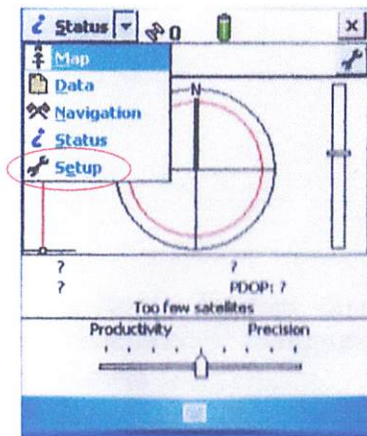 Status 0 x
Map
Data
Navigation
Status
Setup
N
? ?
? PDOP: ?
Too few satellites
Productivity Precision